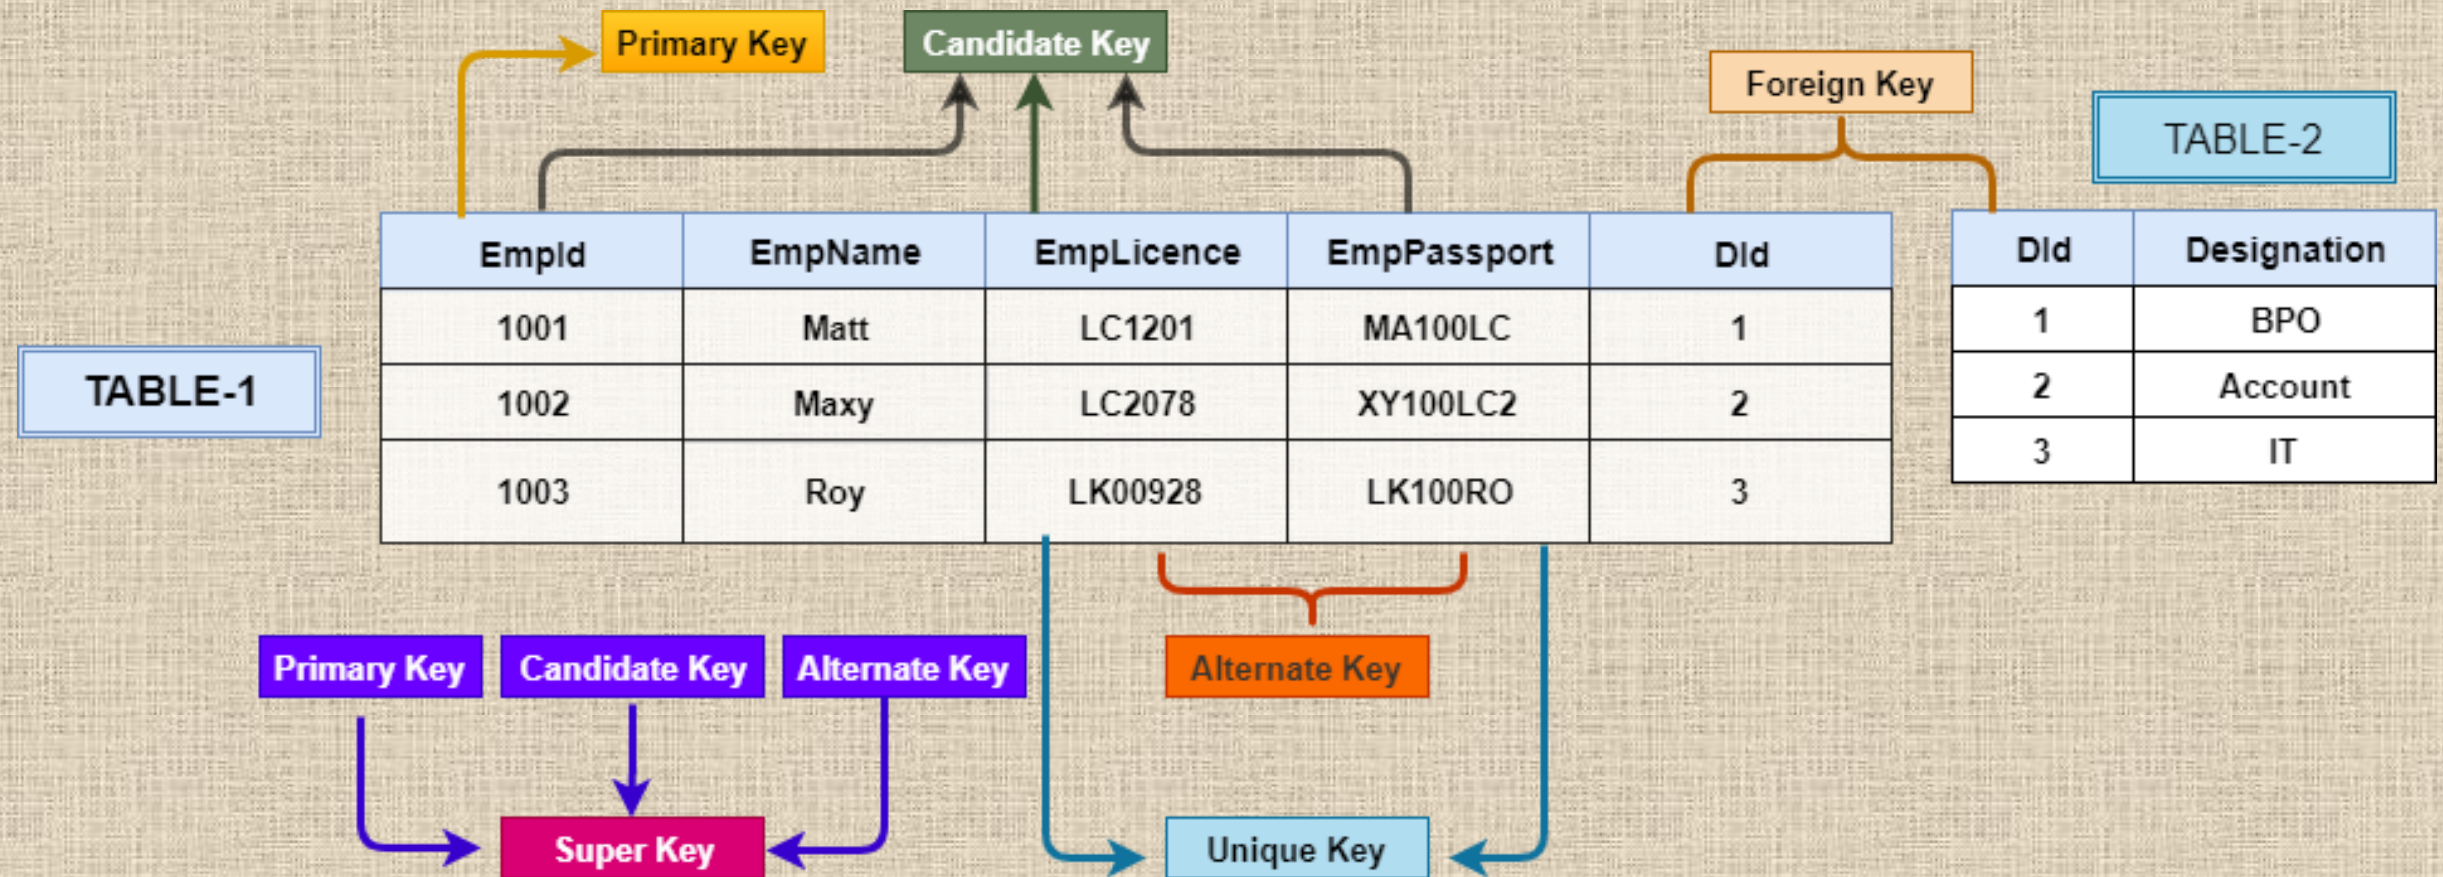 Primary Key
Candidate Key
Foreign Key
TABLE-2
EmpId EmpName EmpLicence EmpPassport DId
1001 Matt LC1201 MA100LC 1
1002 Maxy LC2078 XY100LC2 2
1003 Roy LK00928 LK100RO 3
DId Designation
1 BPO
2 Account
3 IT
TABLE-1
Primary Key
Candidate Key
Alternate Key
Alternate Key
Super Key
Unique Key